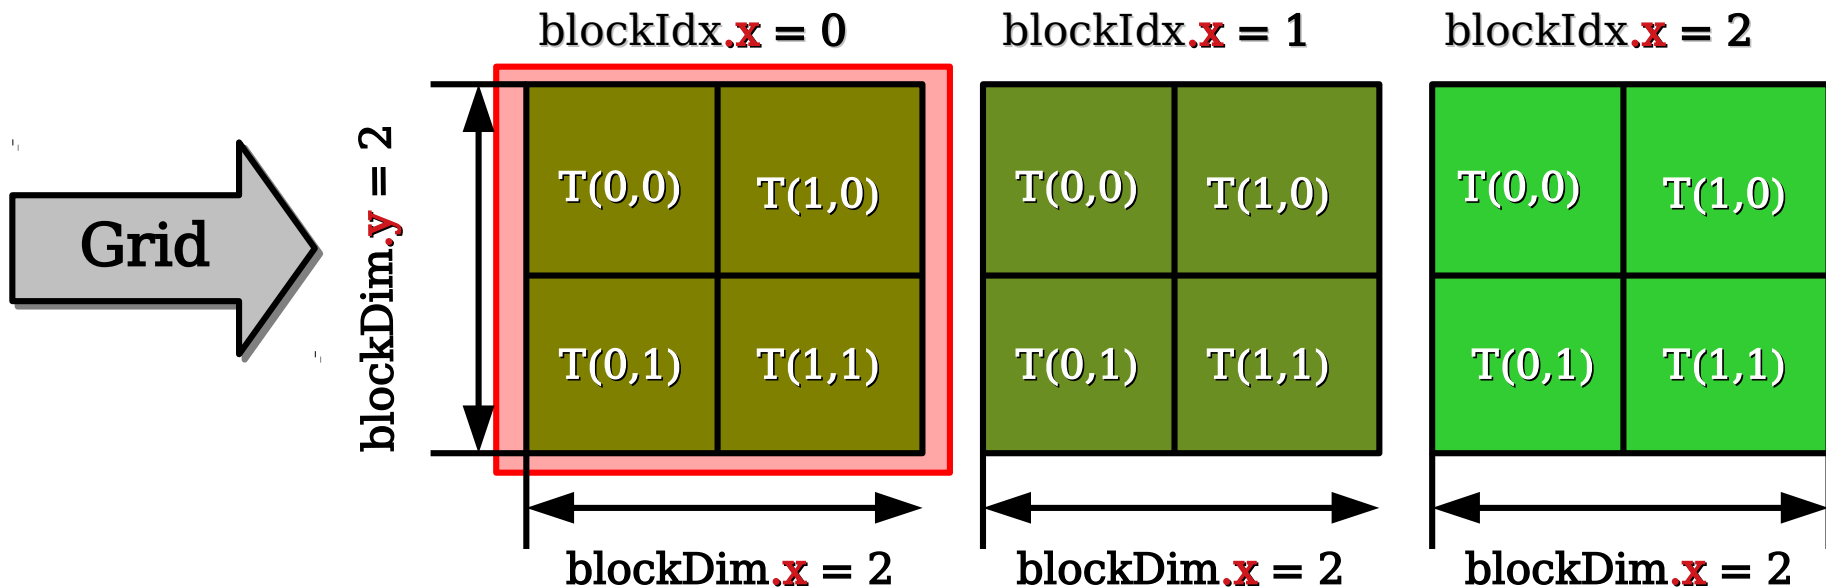 blockIdx.x = 0
blockIdx.x = 1
blockIdx.x = 2
Grid
blockDim.y = 2
T(0,0) T(1,0)
T(0,1) T(1,1)
T(0,0) T(1,0)
T(0,1) T(1,1)
T(0,0) T(1,0)
T(0,1) T(1,1)
blockDim.x = 2
blockDim.x = 2
blockDim.x = 2